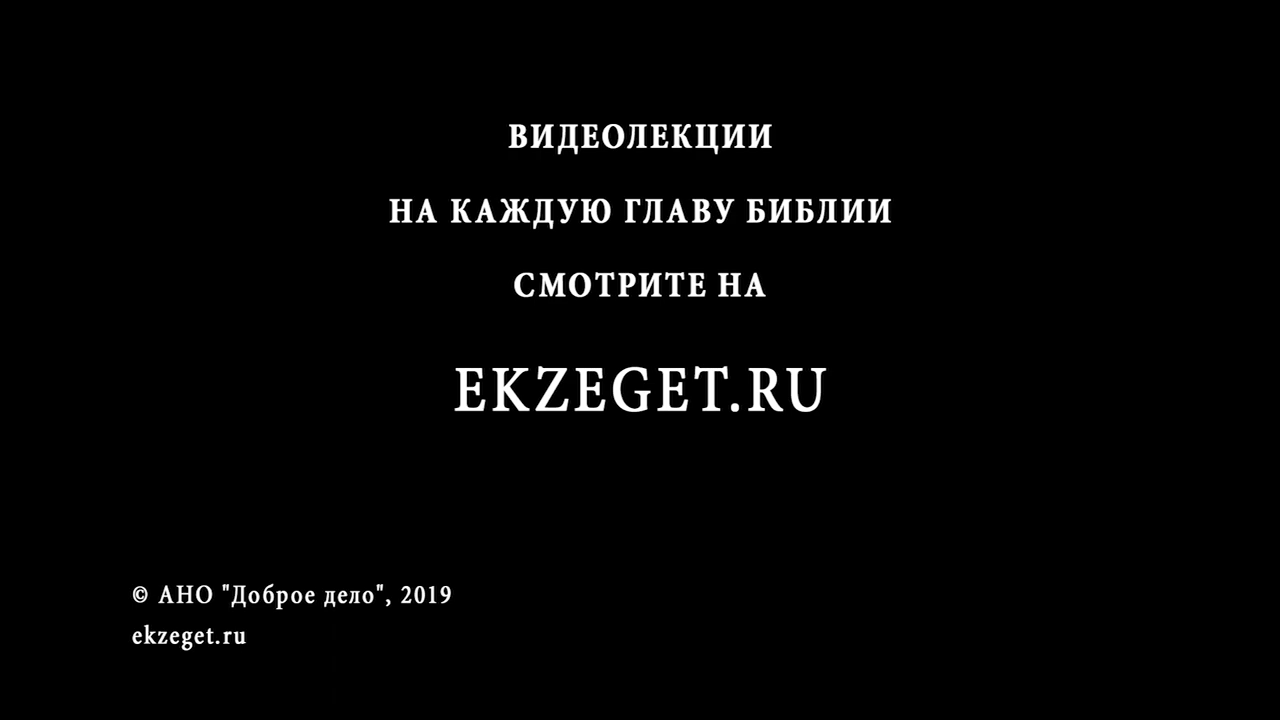 ВИДЕОЛЕКЦИИ
НА КАЖДУЮ ГЛАВУ БИБЛИИ
СМОТРИТЕ НА
EKZEGET.RU
© АНО "Доброе дело", 2019
ekzeget.ru